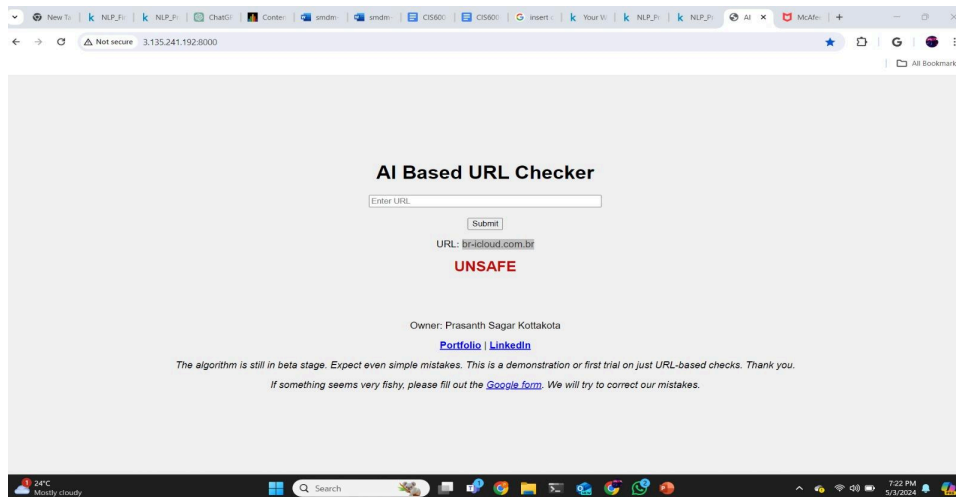 New Ta
NLP_Fi
NLP_Pr
ChatG
Conten
smdm
smdm
CIS600
CIS600
insert c
Your W
NLP_Pr
NLP_Pr
AI
McAfe
Not secure 3.135.241.192:8000
All Bookmark
AI Based URL Checker
Enter URL
Submit
URL: br-icloud.com.br
UNSAFE
Owner: Prasanth Sagar Kottakota
Portfolio | LinkedIn
The algorithm is still in beta stage. Expect even simple mistakes. This is a demonstration or first trial on just URL-based checks. Thank you.
If something seems very fishy, please fill out the Google form. We will try to correct our mistakes.
24°C
Mostly cloudy
Search
7:22 PM
5/3/2024